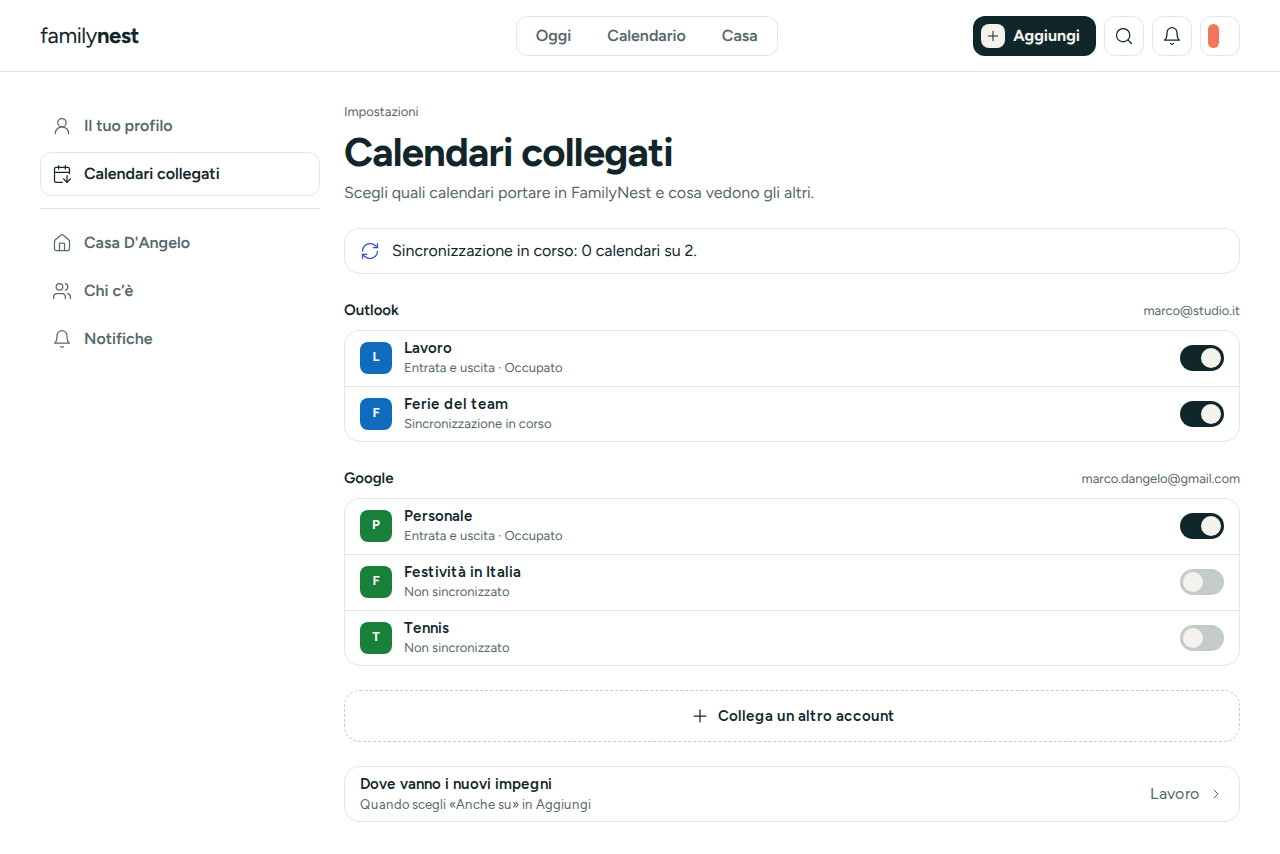 familynest
Oggi
Calendario
Casa
Aggiungi
Il tuo profilo
Calendari collegati
Casa D'Angelo
Chi c'è
Notifiche
Impostazioni
Calendari collegati
Scegli quali calendari portare in FamilyNest e cosa vedono gli altri.
Sincronizzazione in corso: 0 calendari su 2.
Outlook
marco@studio.it
L
Lavoro
Entrata e uscita · Occupato
F
Ferie del team
Sincronizzazione in corso
Google
marco.dangelo@gmail.com
P
Personale
Entrata e uscita · Occupato
F
Festività in Italia
Non sincronizzato
T
Tennis
Non sincronizzato
Collega un altro account
Dove vanno i nuovi impegni
Quando scegli «Anche su» in Aggiungi
Lavoro